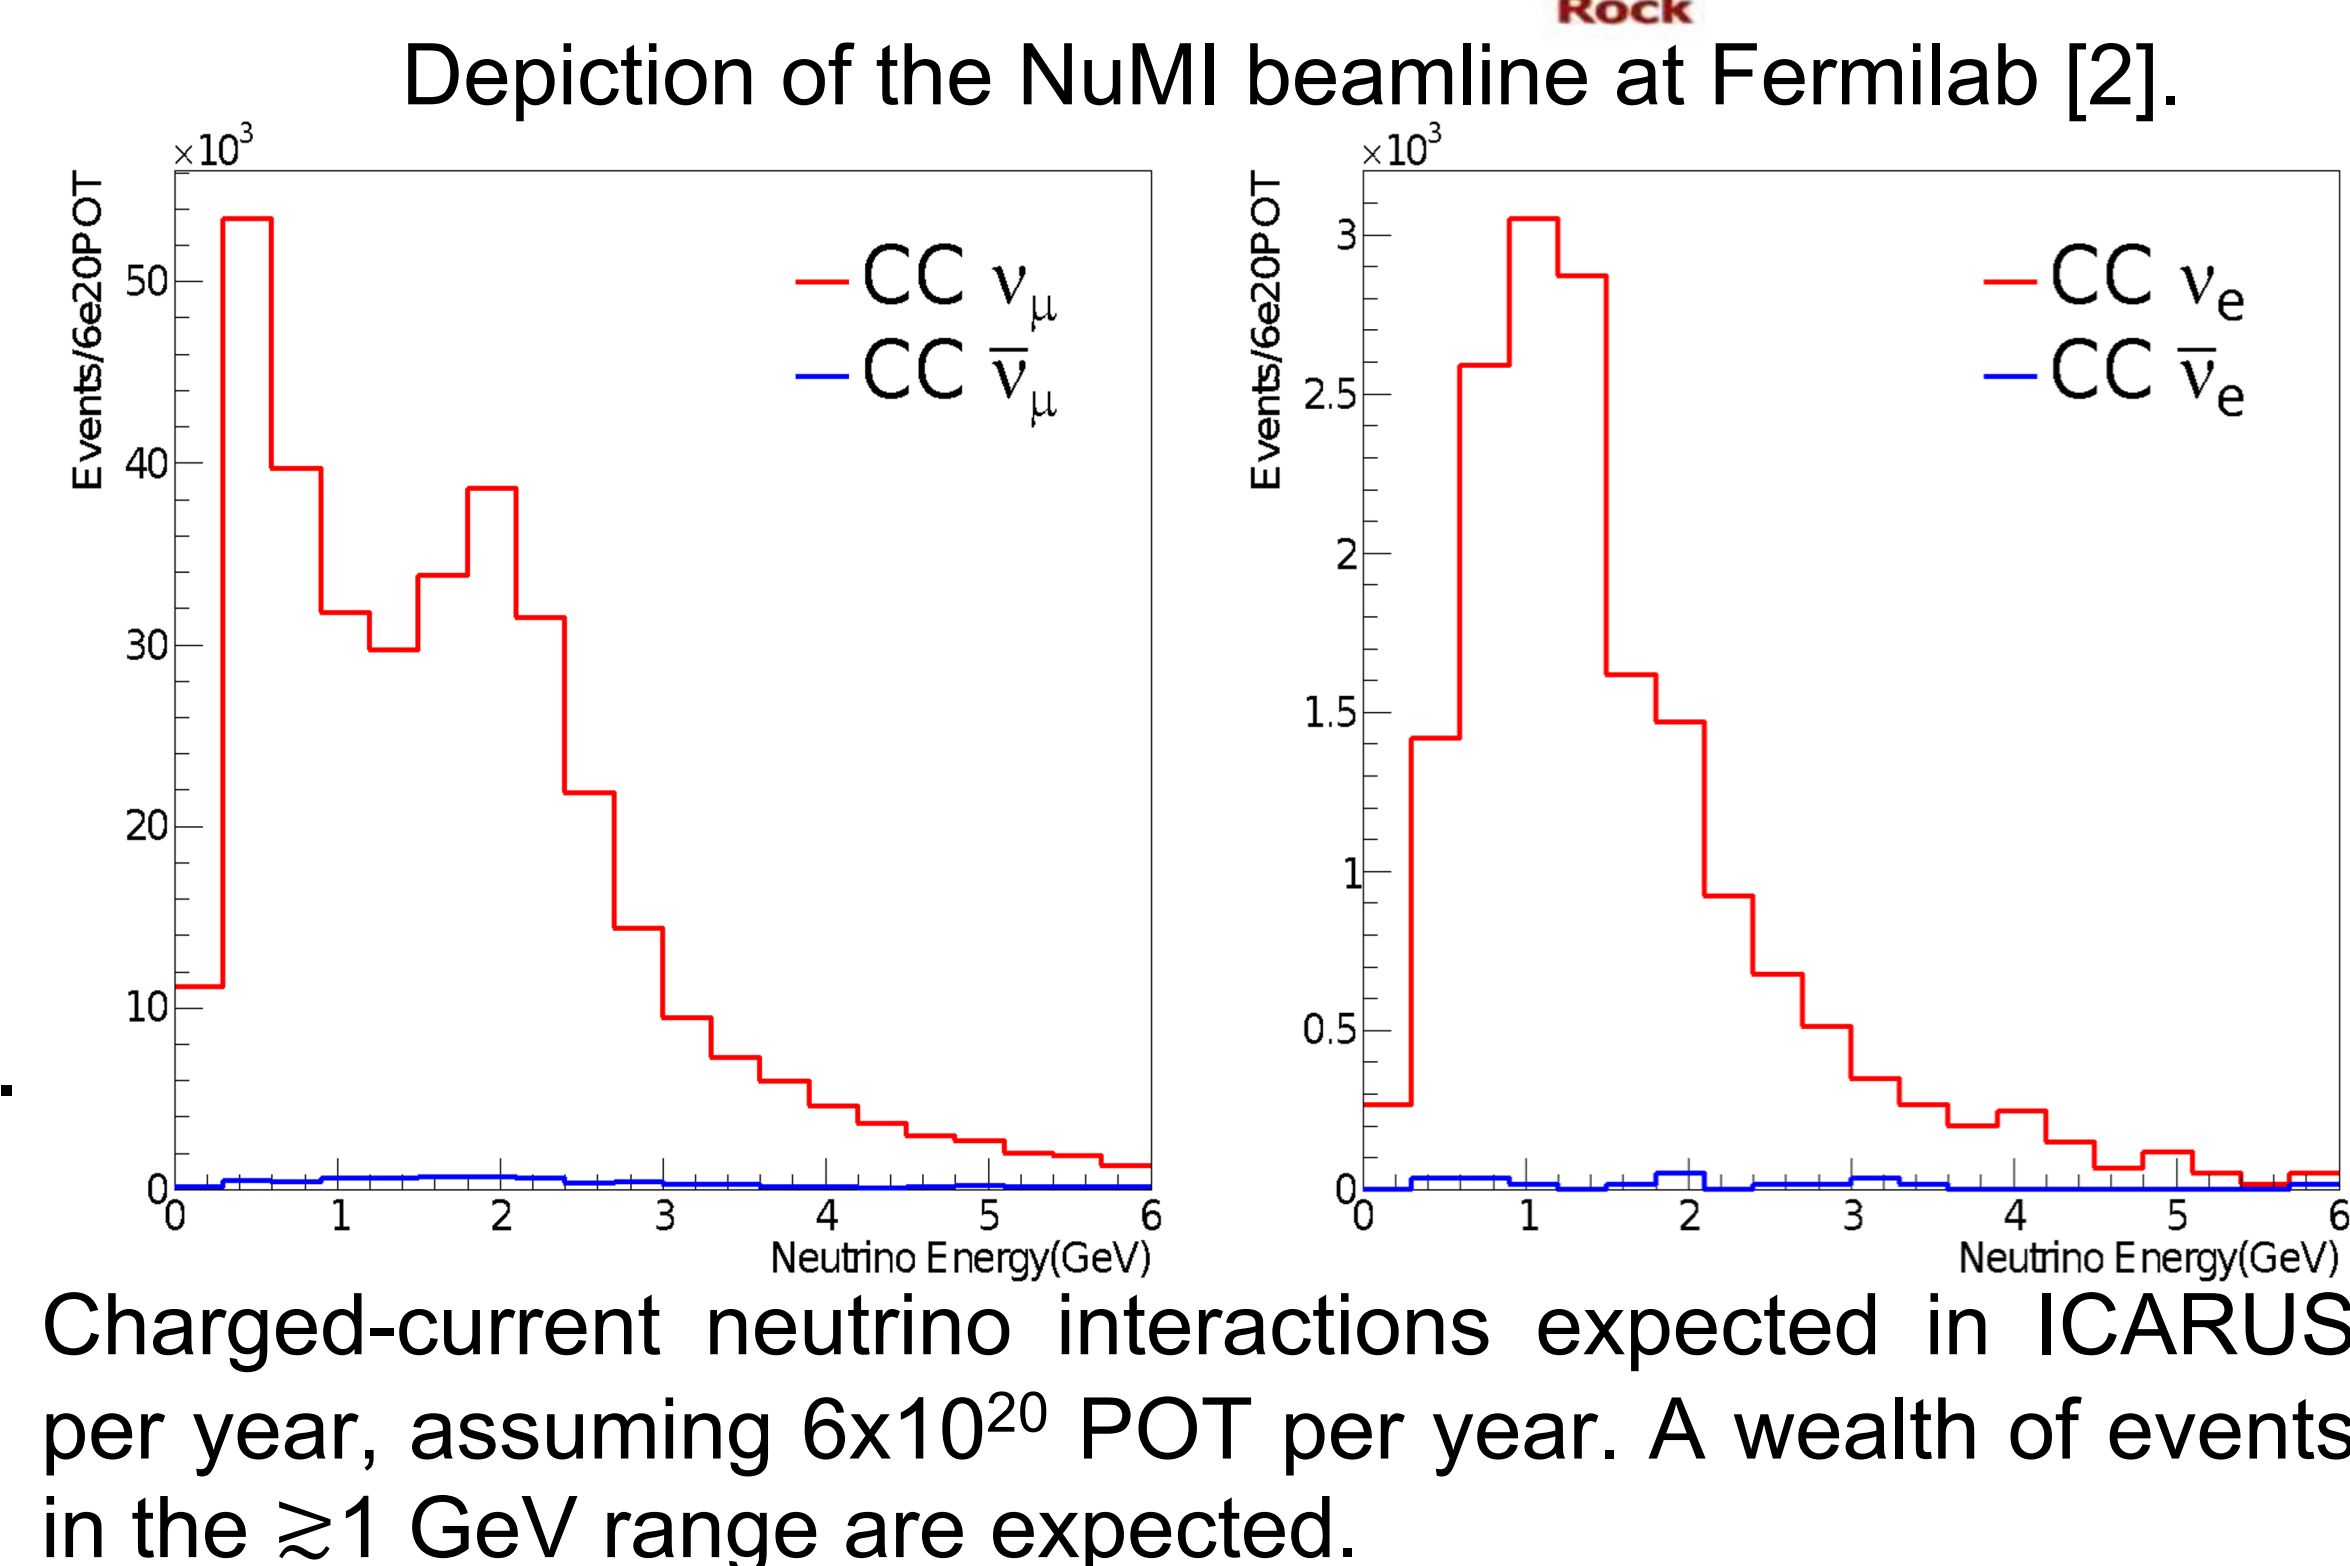 Rock
Depiction of the NuMI beamline at Fermilab [2].
×10³
Events/6e20POT
50
40
30
20
10
0
CC νμ
CC ν̅μ
0 1 2 3 4 5 6
Neutrino Energy(GeV)
×10³
Events/6e20POT
3
2.5
2
1.5
1
0.5
0
CC νe
CC ν̅e
0 1 2 3 4 5 6
Neutrino Energy(GeV)
.
Charged-current neutrino interactions expected in ICARUS
per year, assuming 6x10²⁰ POT per year. A wealth of events
in the ≳1 GeV range are expected.